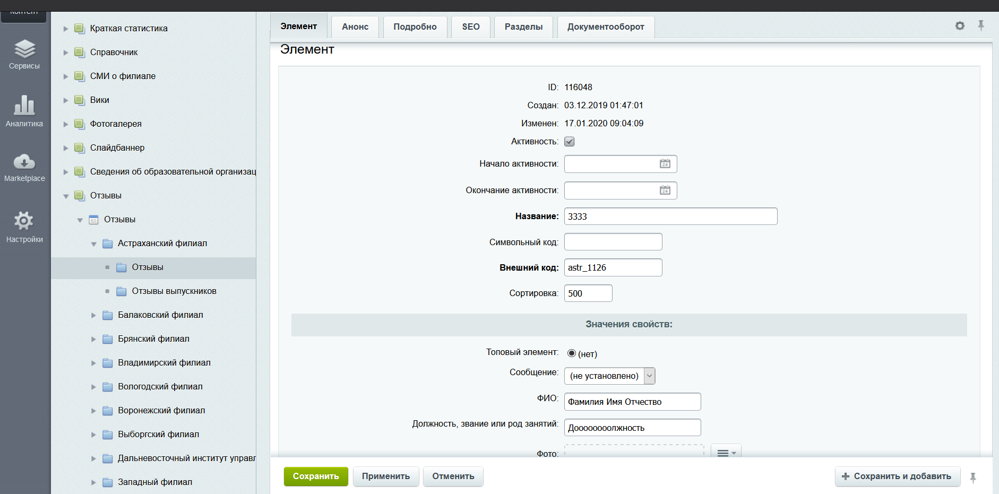 Контент
Сервисы
Аналитика
Marketplace
Настройки
Краткая статистика
Справочник
СМИ о филиале
Вики
Фотогалерея
Слайдбаннер
Сведения об образовательной организац
Отзывы
Отзывы
Астраханский филиал
Отзывы
Отзывы выпускников
Балаковский филиал
Брянский филиал
Владимирский филиал
Вологодский филиал
Воронежский филиал
Выборгский филиал
Дальневосточный институт управл
Западный филиал
Элемент Анонс Подробно SEO Разделы Документооборот
Элемент
ID: 116048
Создан: 03.12.2019 01:47:01
Изменен: 17.01.2020 09:04:09
Активность:
Начало активности: 24
Окончание активности: 24
Название: 3333
Символьный код:
Внешний код: astr_1126
Сортировка: 500
Значения свойств:
Топовый элемент: (нет)
Сообщение: (не установлено)
ФИО: Фамилия Имя Отчество
Должность, звание или род занятий: Доооооооолжность
Фото:
Сохранить Применить Отменить Сохранить и добавить